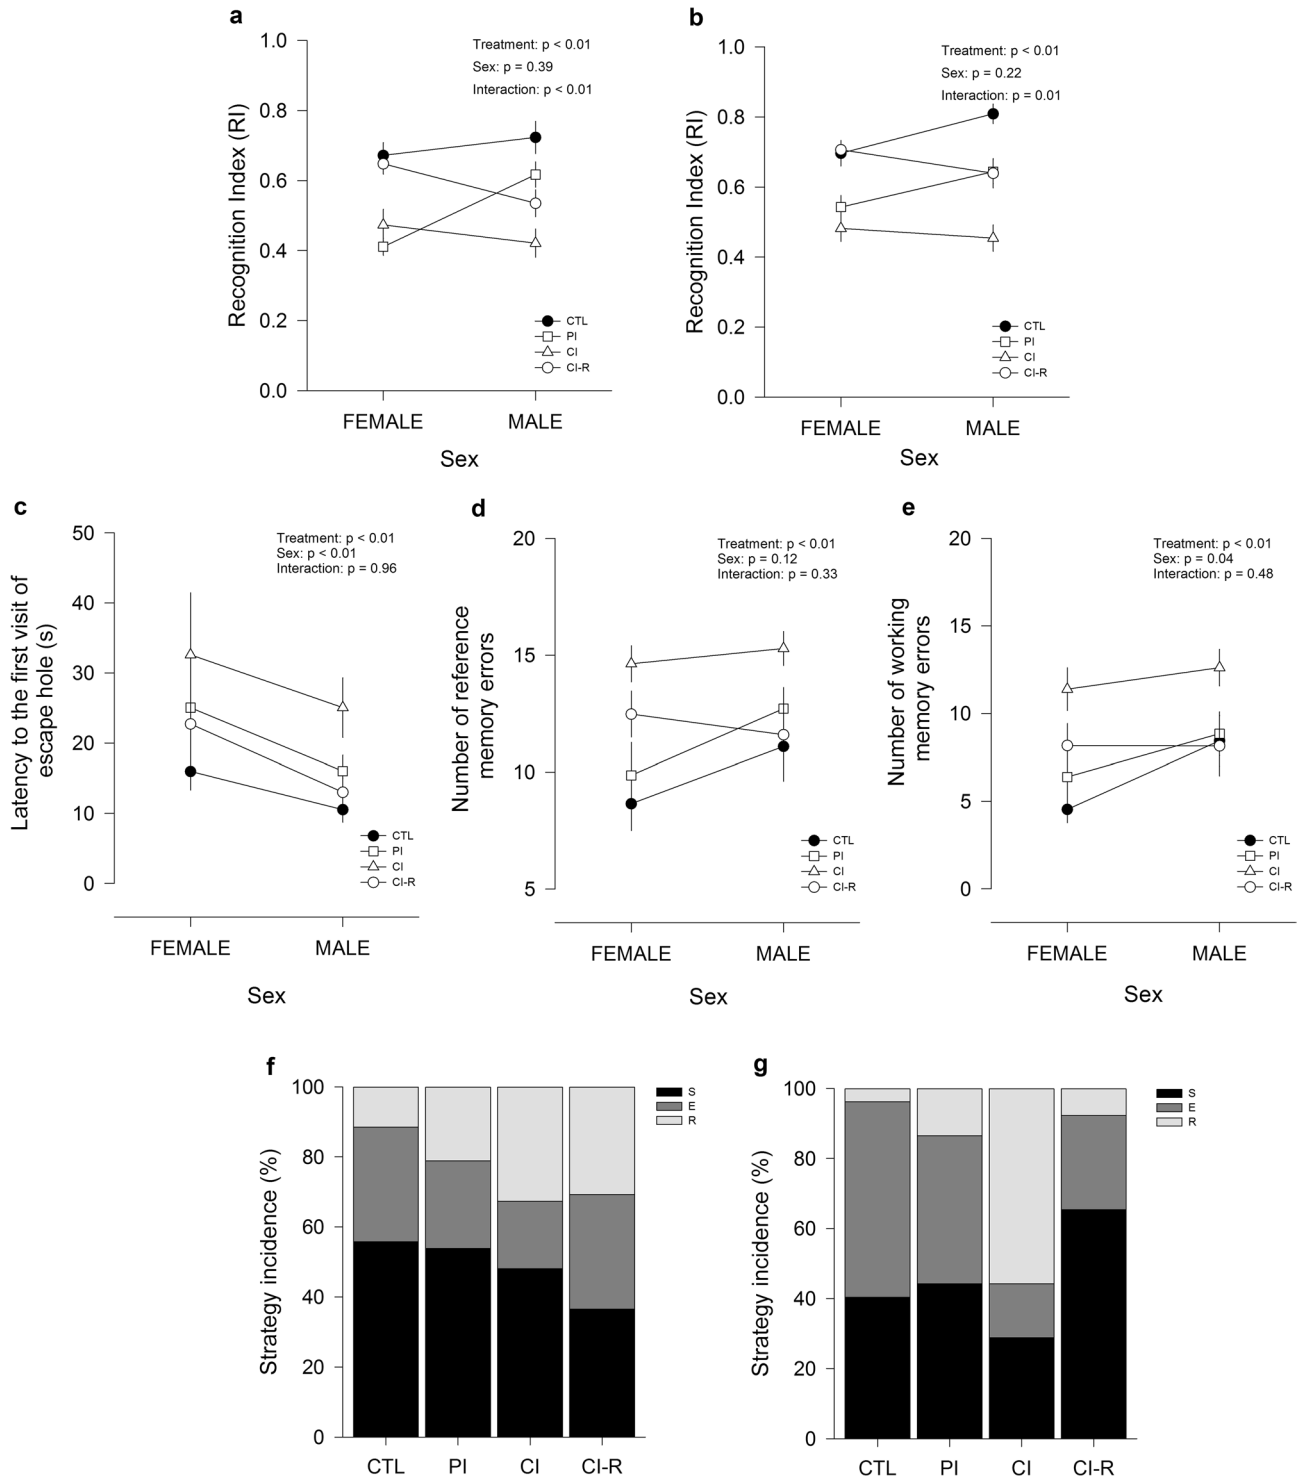 a
1.0
0.8
0.6
0.4
0.2
0.0
Recognition Index (RI)
Treatment: p < 0.01
Sex: p = 0.39
Interaction: p < 0.01
CTL
PI
CI
CI-R
FEMALE
MALE
Sex
b
1.0
0.8
0.6
0.4
0.2
0.0
Recognition Index (RI)
Treatment: p < 0.01
Sex: p = 0.22
Interaction: p = 0.01
CTL
PI
CI
CI-R
FEMALE
MALE
Sex
c
50
40
30
20
10
0
Latency to the first visit of
escape hole (s)
Treatment: p < 0.01
Sex: p < 0.01
Interaction: p = 0.96
CTL
PI
CI
CI-R
FEMALE
MALE
Sex
d
20
15
10
5
Number of reference
memory errors
Treatment: p < 0.01
Sex: p = 0.12
Interaction: p = 0.33
CTL
PI
CI
CI-R
FEMALE
MALE
Sex
e
20
15
10
5
0
Number of working
memory errors
Treatment: p < 0.01
Sex: p = 0.04
Interaction: p = 0.48
CTL
PI
CI
CI-R
FEMALE
MALE
Sex
f
100
80
60
40
20
0
Strategy incidence (%)
S
E
R
CTL
PI
CI
CI-R
g
100
80
60
40
20
0
Strategy incidence (%)
S
E
R
CTL
PI
CI
CI-R